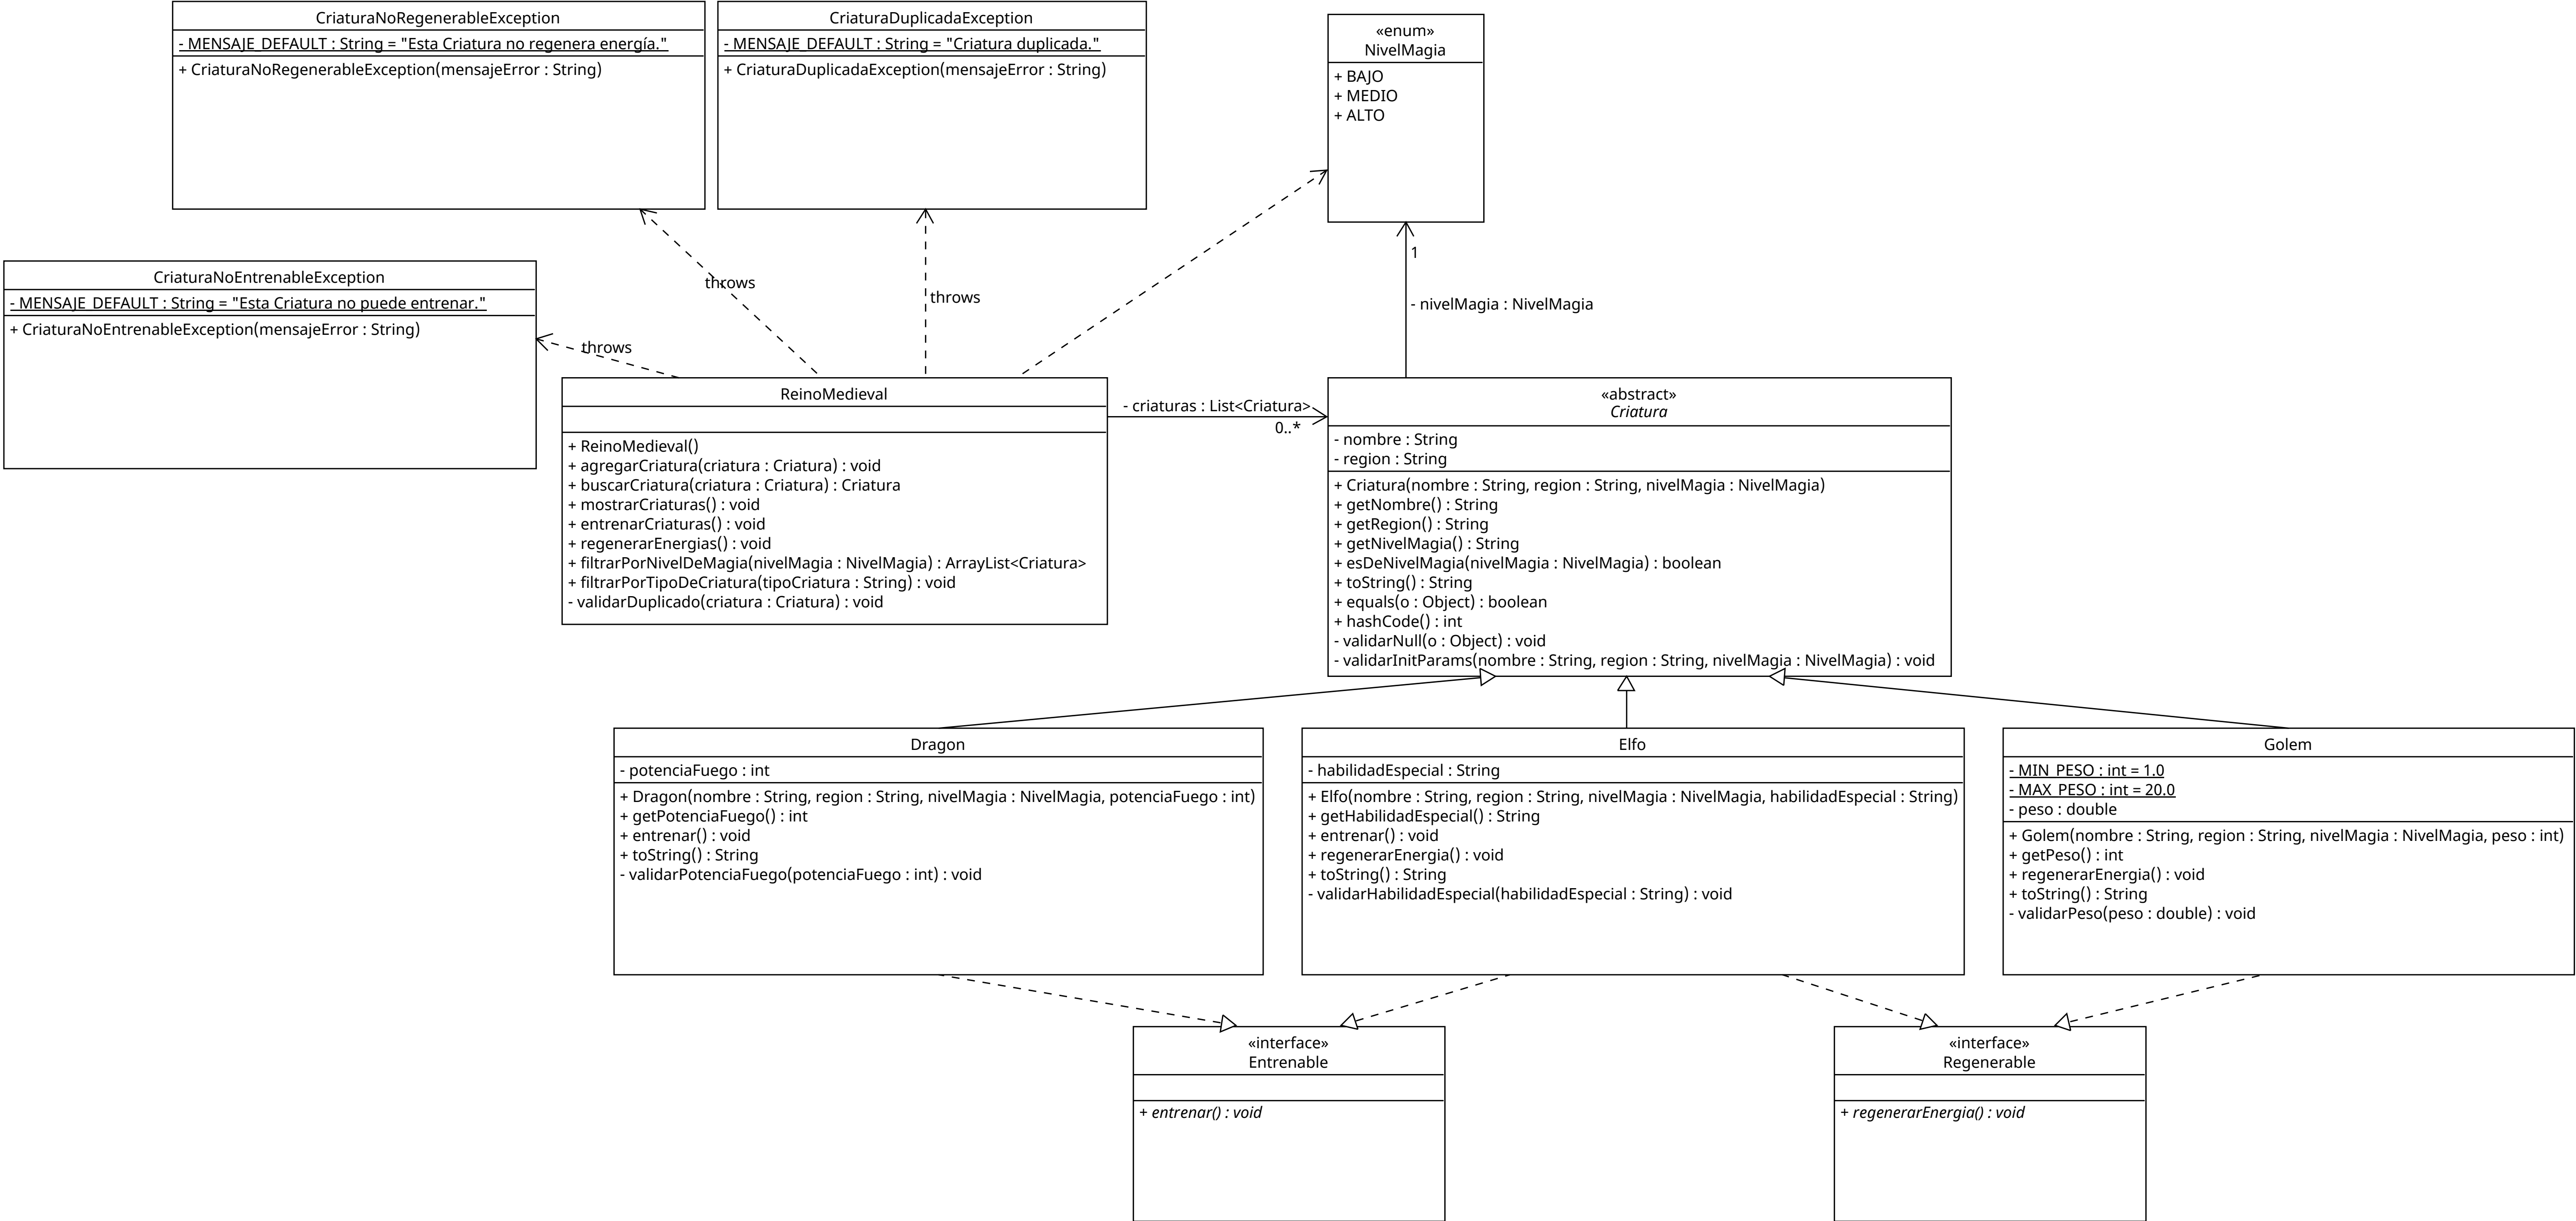 CriaturaNoRegenerableException
- MENSAJE_DEFAULT : String = "Esta Criatura no regenera energía."
+ CriaturaNoRegenerableException(mensajeError : String)
CriaturaDuplicadaException
- MENSAJE_DEFAULT : String = "Criatura duplicada."
+ CriaturaDuplicadaException(mensajeError : String)
«enum»
NivelMagia
+ BAJO
+ MEDIO
+ ALTO
CriaturaNoEntrenableException
- MENSAJE_DEFAULT : String = "Esta Criatura no puede entrenar."
+ CriaturaNoEntrenableException(mensajeError : String)
throws
throws
throws
1
- nivelMagia : NivelMagia
ReinoMedieval
+ ReinoMedieval()
+ agregarCriatura(criatura : Criatura) : void
+ buscarCriatura(criatura : Criatura) : Criatura
+ mostrarCriaturas() : void
+ entrenarCriaturas() : void
+ regenerarEnergias() : void
+ filtrarPorNivelDeMagia(nivelMagia : NivelMagia) : ArrayList<Criatura>
+ filtrarPorTipoDeCriatura(tipoCriatura : String) : void
- validarDuplicado(criatura : Criatura) : void
- criaturas : List<Criatura>
0..*
«abstract»
Criatura
- nombre : String
- region : String
+ Criatura(nombre : String, region : String, nivelMagia : NivelMagia)
+ getNombre() : String
+ getRegion() : String
+ getNivelMagia() : String
+ esDeNivelMagia(nivelMagia : NivelMagia) : boolean
+ toString() : String
+ equals(o : Object) : boolean
+ hashCode() : int
- validarNull(o : Object) : void
- validarInitParams(nombre : String, region : String, nivelMagia : NivelMagia) : void
Dragon
- potenciaFuego : int
+ Dragon(nombre : String, region : String, nivelMagia : NivelMagia, potenciaFuego : int)
+ getPotenciaFuego() : int
+ entrenar() : void
+ toString() : String
- validarPotenciaFuego(potenciaFuego : int) : void
Elfo
- habilidadEspecial : String
+ Elfo(nombre : String, region : String, nivelMagia : NivelMagia, habilidadEspecial : String)
+ getHabilidadEspecial() : String
+ entrenar() : void
+ regenerarEnergia() : void
+ toString() : String
- validarHabilidadEspecial(habilidadEspecial : String) : void
Golem
- MIN_PESO : int = 1.0
- MAX_PESO : int = 20.0
- peso : double
+ Golem(nombre : String, region : String, nivelMagia : NivelMagia, peso : int)
+ getPeso() : int
+ regenerarEnergia() : void
+ toString() : String
- validarPeso(peso : double) : void
«interface»
Entrenable
+ entrenar() : void
«interface»
Regenerable
+ regenerarEnergia() : void